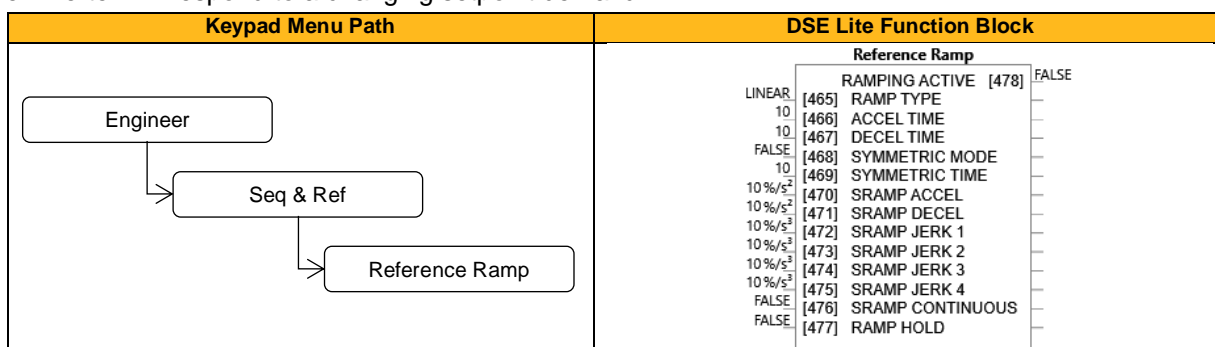 Keypad Menu Path
DSE Lite Function Block
Engineer
Seq & Ref
Reference Ramp
Reference Ramp
RAMPING ACTIVE [478] FALSE
LINEAR [465] RAMP TYPE
10 [466] ACCEL TIME
10 [467] DECEL TIME
FALSE [468] SYMMETRIC MODE
10 [469] SYMMETRIC TIME
10 %/s² [470] SRAMP ACCEL
10 %/s² [471] SRAMP DECEL
10 %/s³ [472] SRAMP JERK 1
10 %/s³ [473] SRAMP JERK 2
10 %/s³ [474] SRAMP JERK 3
10 %/s³ [475] SRAMP JERK 4
FALSE [476] SRAMP CONTINUOUS
FALSE [477] RAMP HOLD